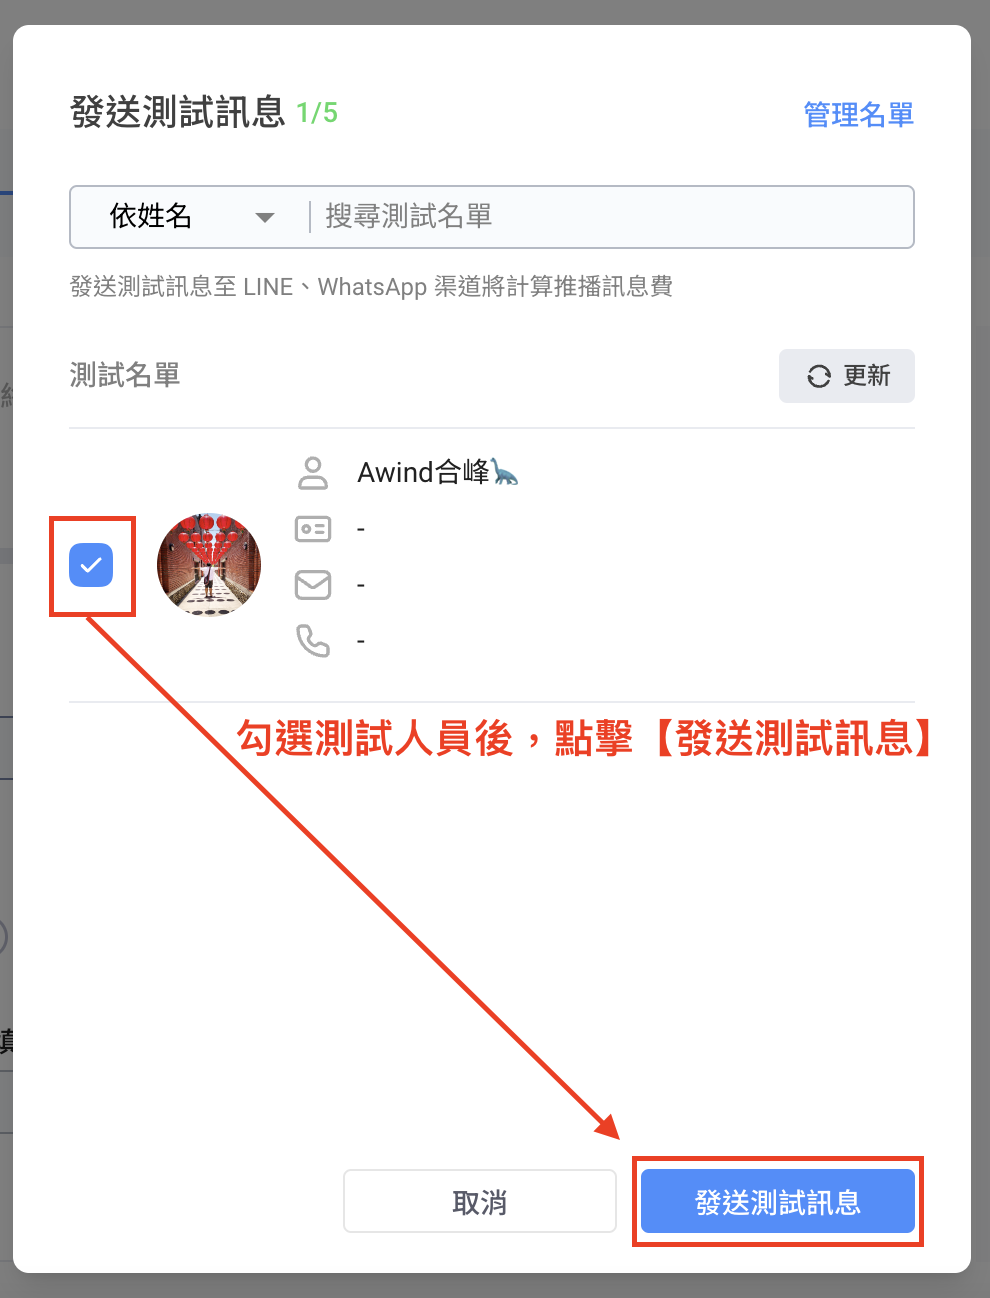 發送測試訊息 1/5
管理名單
依姓名
搜尋測試名單
發送測試訊息至 LINE、WhatsApp 渠道將計算推播訊息費
測試名單
更新
Awind合峰🦕
-
-
-
勾選測試人員後，點擊【發送測試訊息】
取消
發送測試訊息